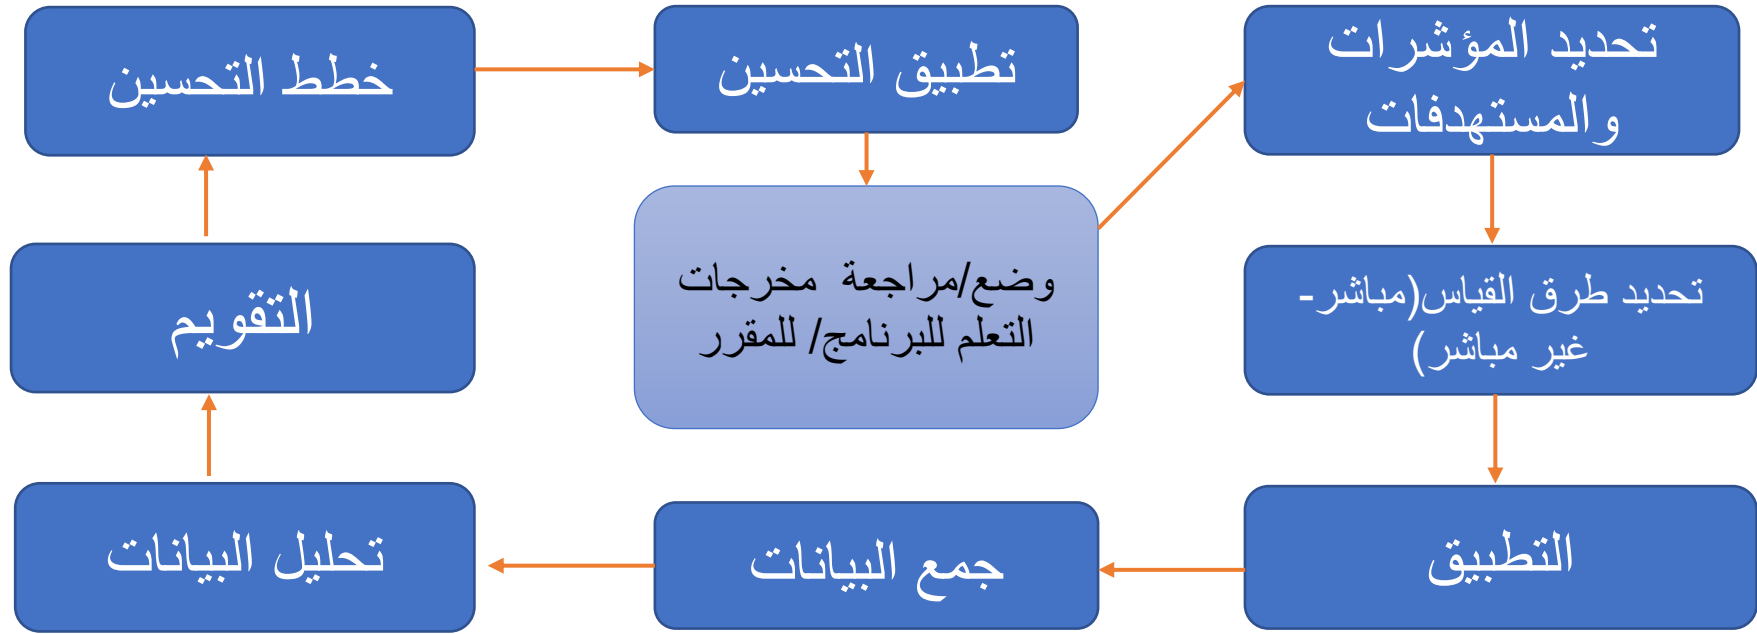 تحديد المؤشرات
والمستهدفات
تطبيق التحسين
خطط التحسين
وضع/مراجعة مخرجات
التعلم للبرنامج/ للمقرر
تحديد طرق القياس(مباشر-
غير مباشر)
التقويم
التطبيق
جمع البيانات
تحليل البيانات